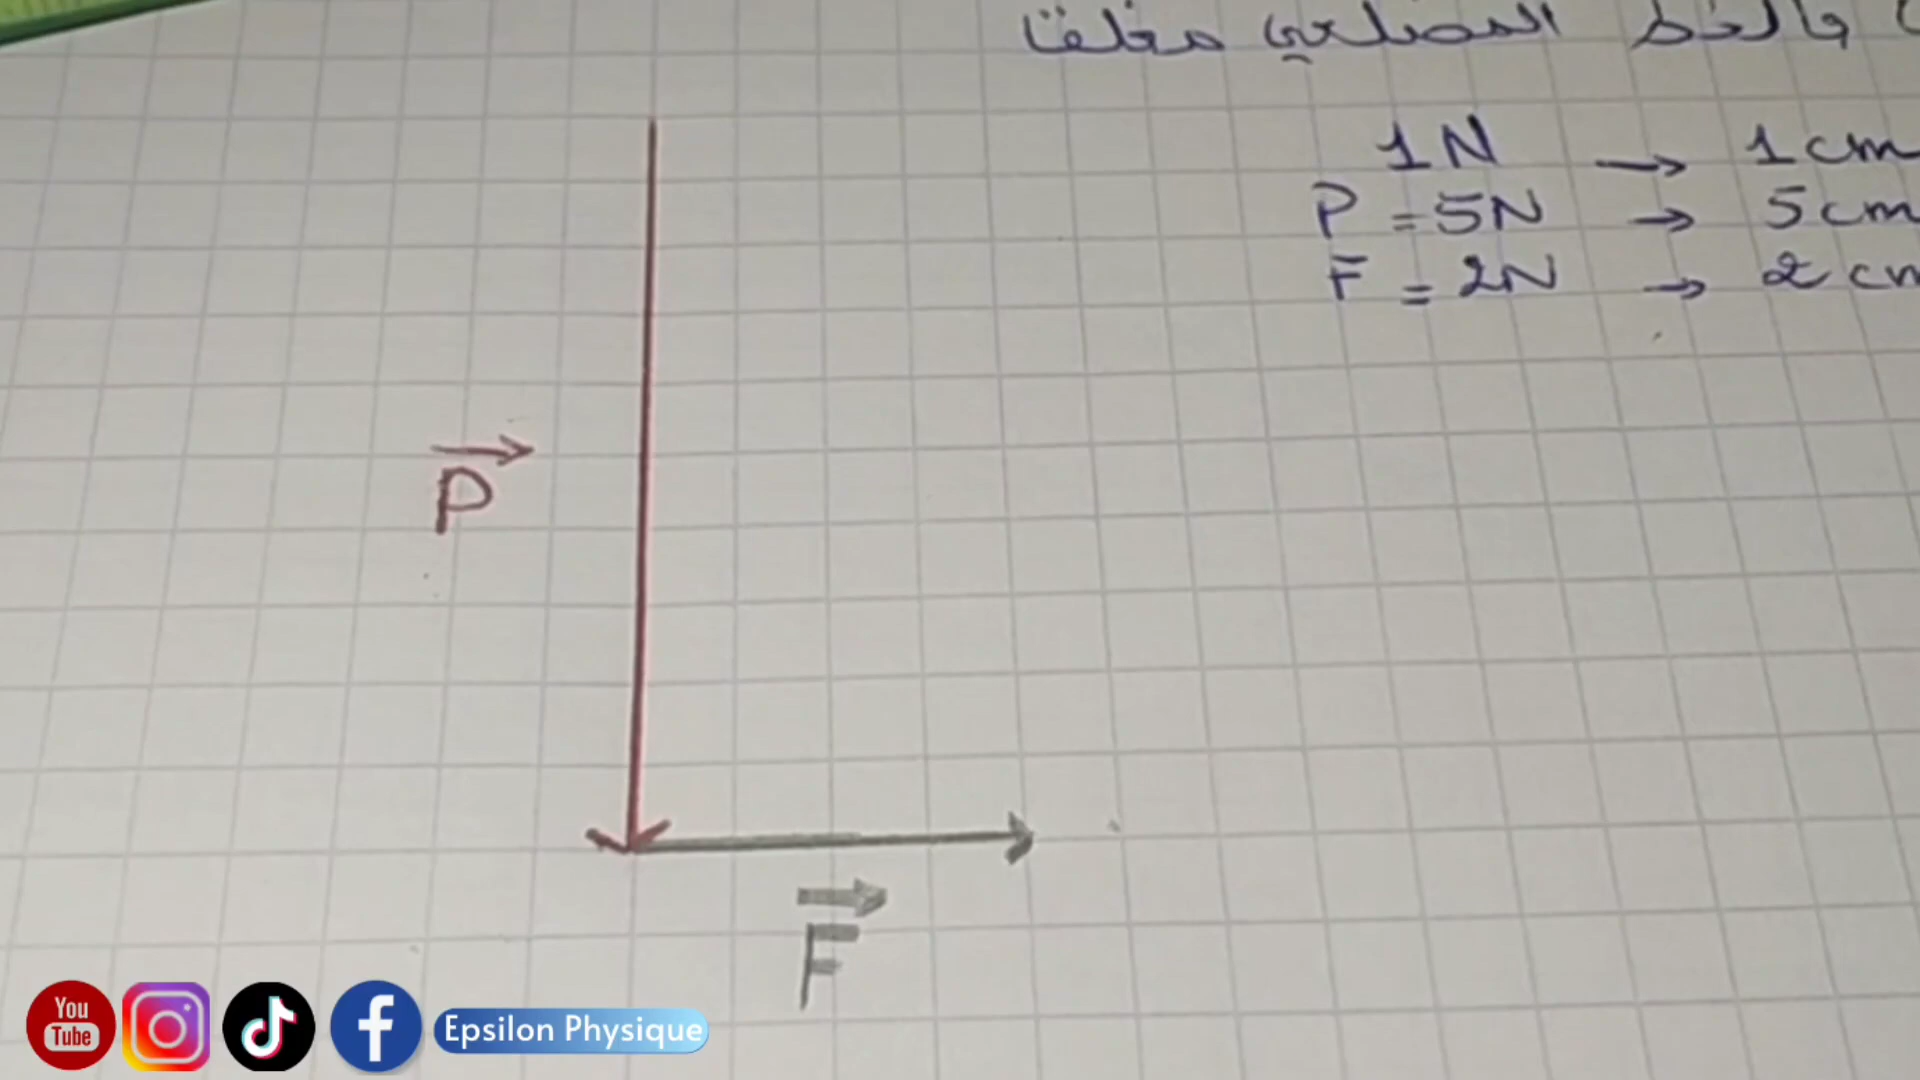 والخط المضلعي مغلقا
1N → 1cm
P = 5N → 5cm
F = 2N → 2cm
P
F
You
Tube
Epsilon Physique